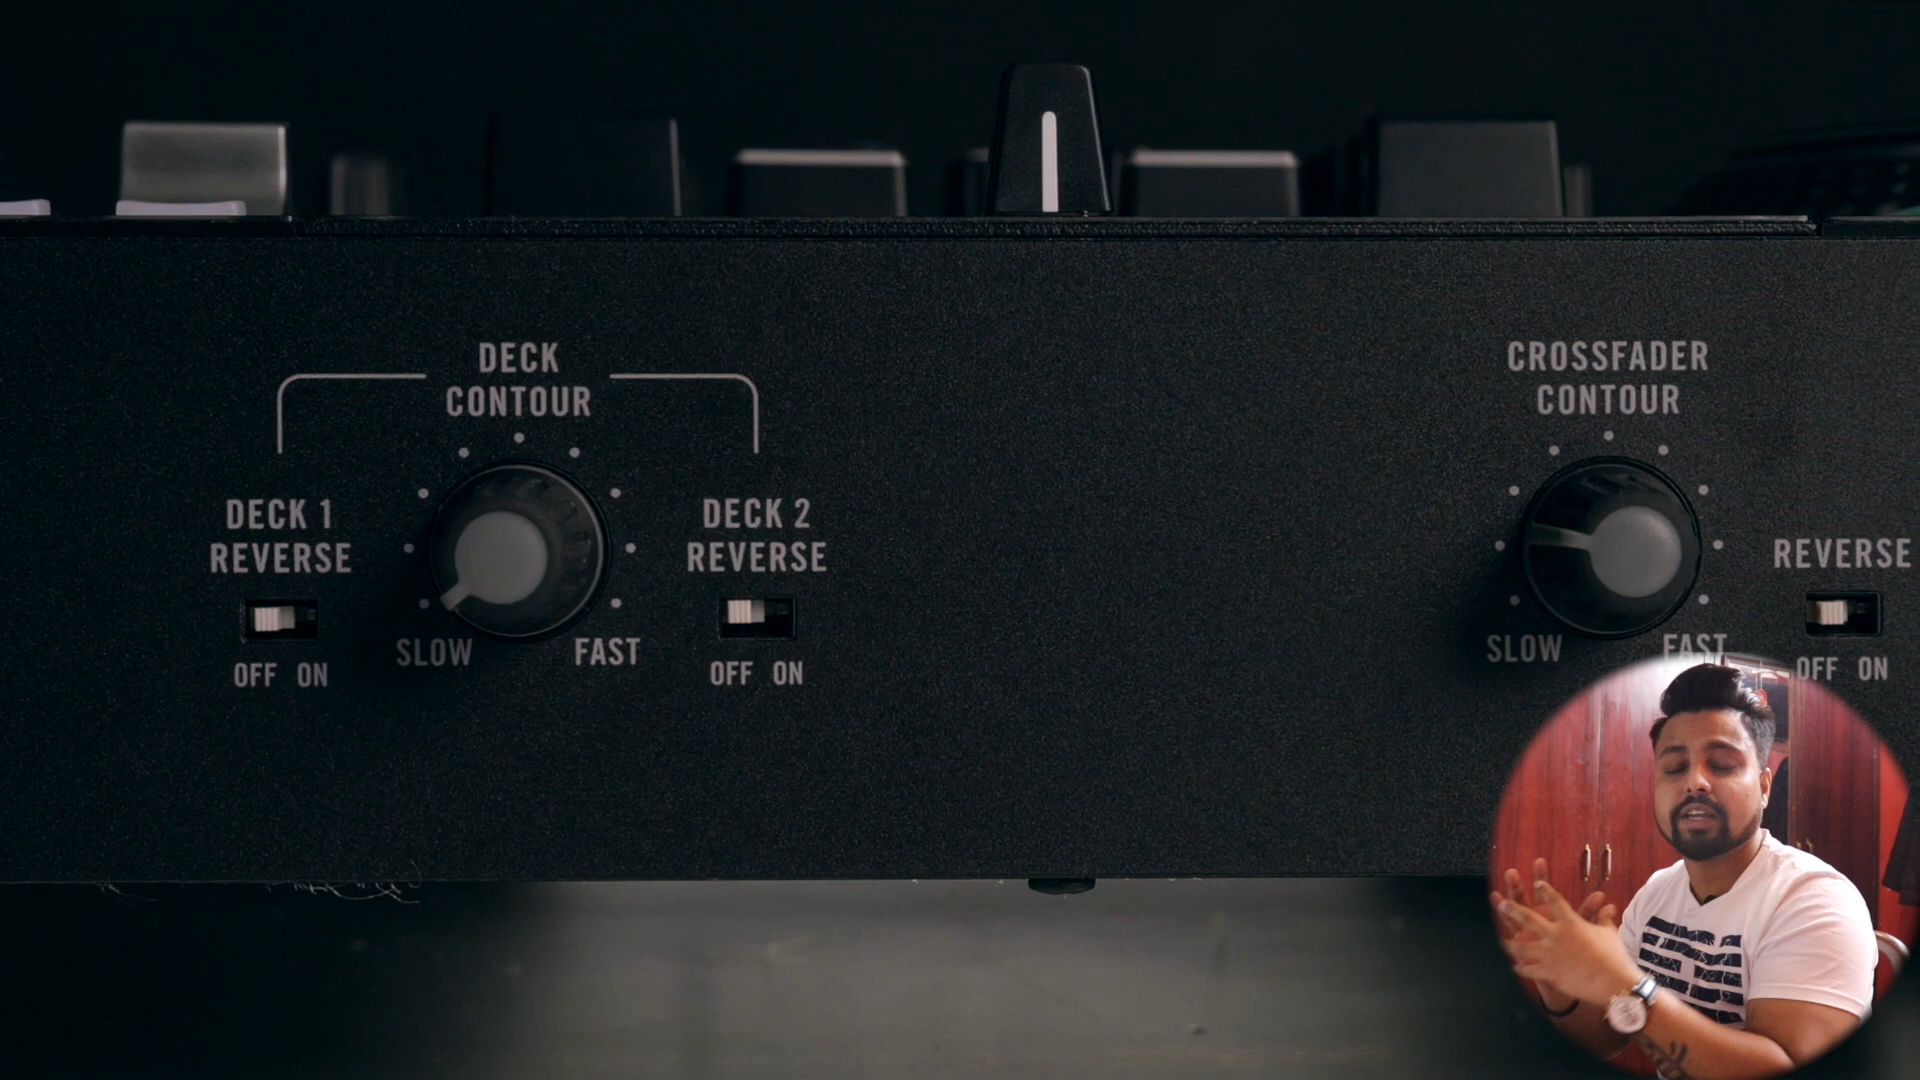 DECK
CONTOUR
DECK 1
REVERSE
DECK 2
REVERSE
SLOW
FAST
OFF ON
OFF ON
CROSSFADER
CONTOUR
REVERSE
SLOW
FAST
OFF ON